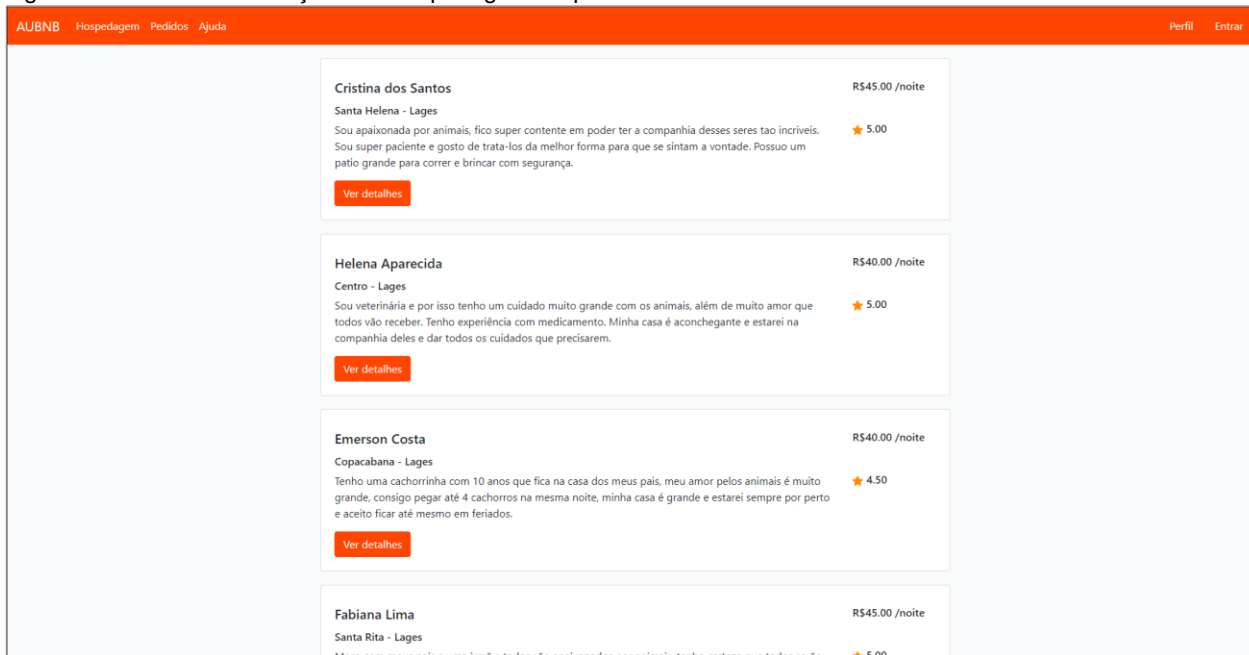 AUBNB Hospedagem Pedidos Ajuda Perfil Entrar
Cristina dos Santos R$45.00 /noite
Santa Helena - Lages
Sou apaixonada por animais, fico super contente em poder ter a companhia desses seres tao incriveis. 5.00
Sou super paciente e gosto de trata-los da melhor forma para que se sintam a vontade. Possuo um
patio grande para correr e brincar com segurança.
Ver detalhes
Helena Aparecida R$40.00 /noite
Centro - Lages
Sou veterinária e por isso tenho um cuidado muito grande com os animais, além de muito amor que 5.00
todos vão receber. Tenho experiência com medicamento. Minha casa é aconchegante e estarei na
companhia deles e dar todos os cuidados que precisarem.
Ver detalhes
Emerson Costa R$40.00 /noite
Copacabana - Lages
Tenho uma cachorrinha com 10 anos que fica na casa dos meus pais, meu amor pelos animais é muito 4.50
grande, consigo pegar até 4 cachorros na mesma noite, minha casa é grande e estarei sempre por perto
e aceito ficar até mesmo em feriados.
Ver detalhes
Fabiana Lima R$45.00 /noite
Santa Rita - Lages